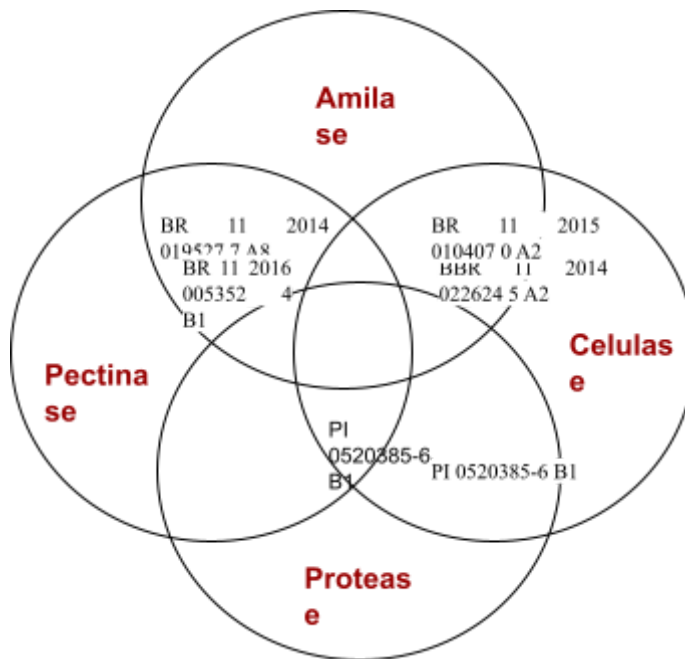 Amila
se
BR 11 2014
019527 7 A8
BR 11 2016
005352 4
B1
BR 11 2015
010407 0 A2
BBR 11 2014
022624 5 A2
Pectina
se
Celulas
e
PI
0520385-6
B1
PI 0520385-6 B1
Proteas
e